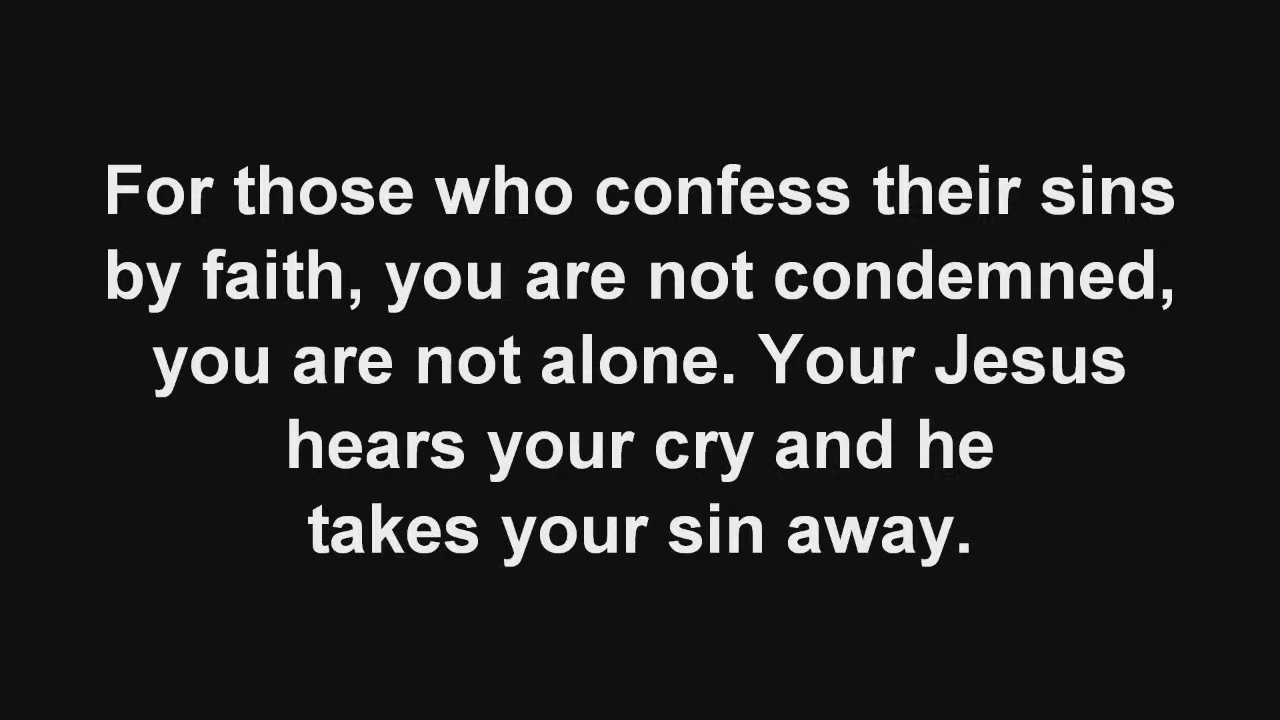 For those who confess their sins
by faith, you are not condemned,
you are not alone. Your Jesus
hears your cry and he
takes your sin away.